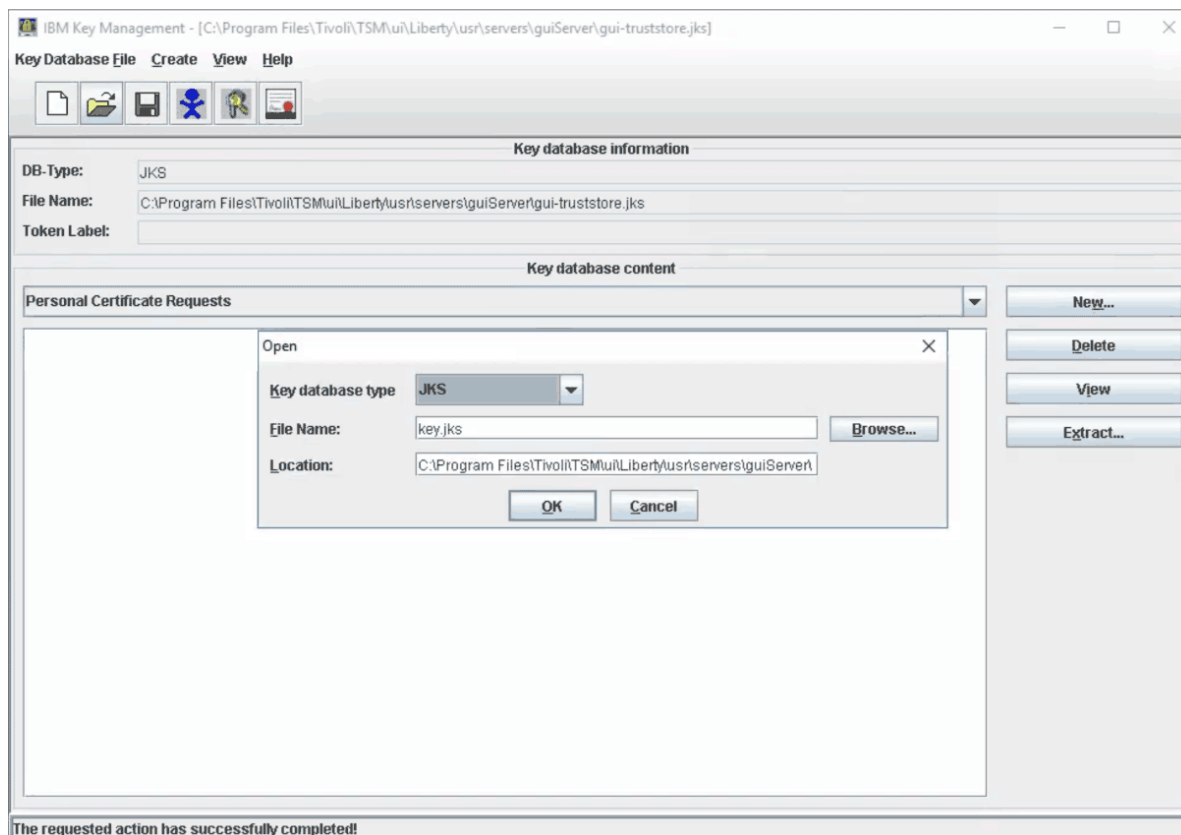 IBM Key Management - [C:\Program Files\Tivoli\TSM\ui\Liberty\usr\servers\guiServer\gui-truststore.jks]
Key Database File Create View Help
Key database information
DB-Type: JKS
File Name: C:\Program Files\Tivoli\TSM\ui\Liberty\usr\servers\guiServer\gui-truststore.jks
Token Label:
Key database content
Personal Certificate Requests
New...
Delete
View
Extract...
Open
Key database type JKS
File Name: key.jks Browse...
Location: C:\Program Files\Tivoli\TSM\ui\Liberty\usr\servers\guiServer\
OK Cancel
The requested action has successfully completed!